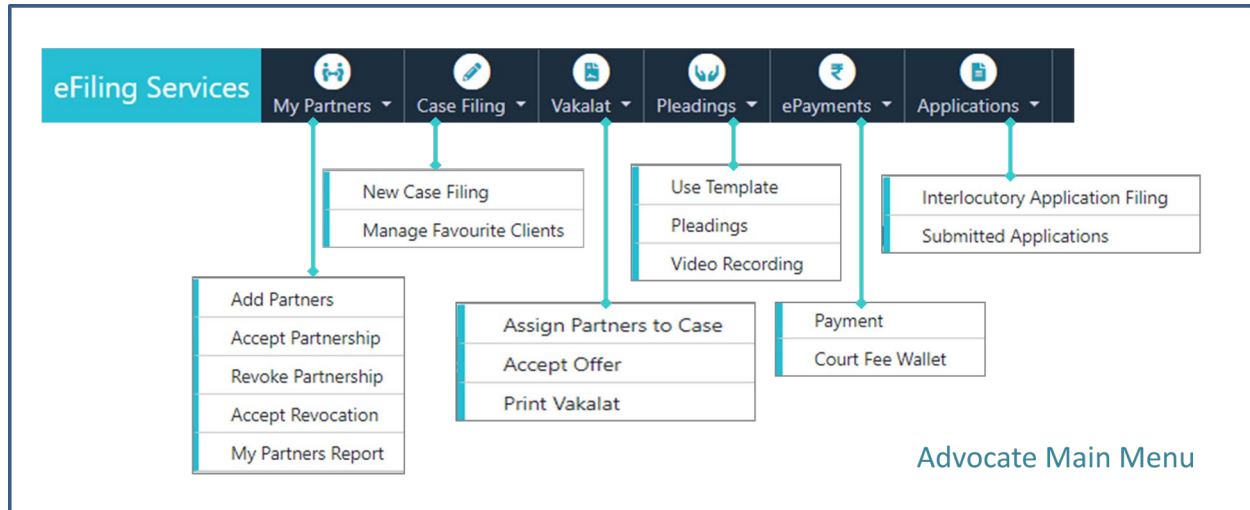 eFiling Services
My Partners
Case Filing
Vakalat
Pleadings
ePayments
Applications
New Case Filing
Manage Favourite Clients
Use Template
Pleadings
Video Recording
Interlocutory Application Filing
Submitted Applications
Add Partners
Accept Partnership
Revoke Partnership
Accept Revocation
My Partners Report
Assign Partners to Case
Accept Offer
Print Vakalat
Payment
Court Fee Wallet
Advocate Main Menu